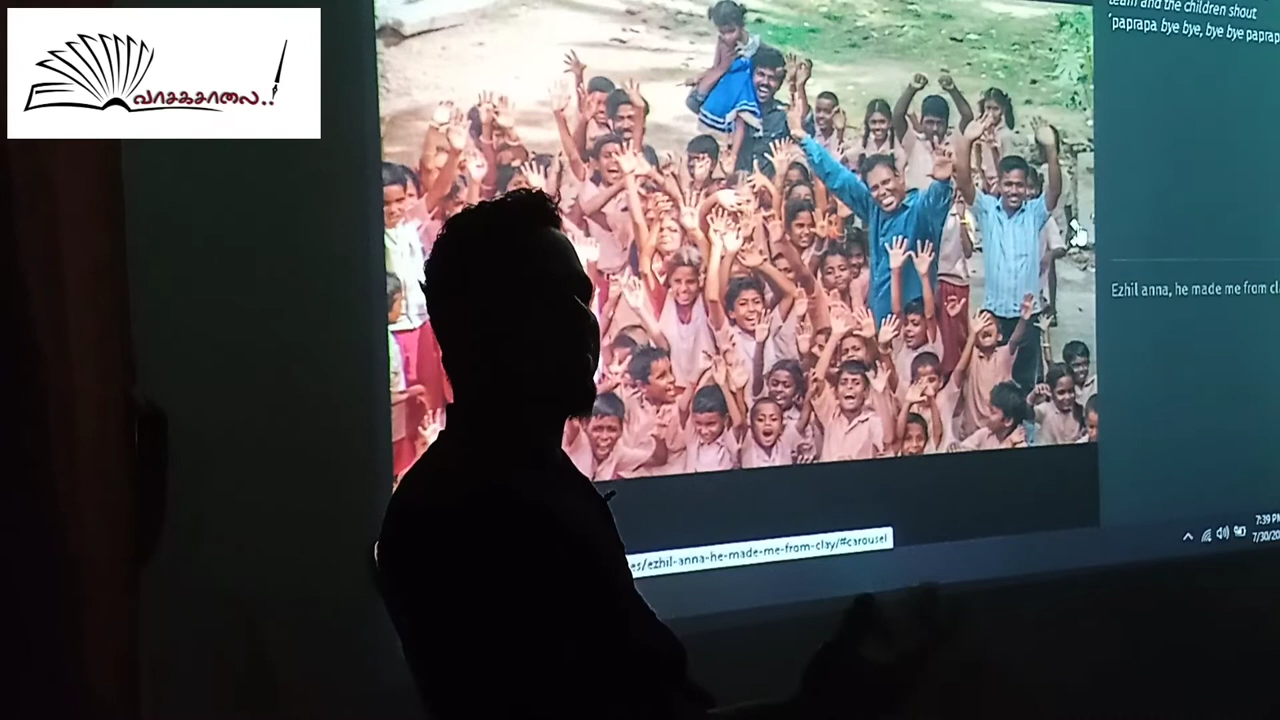 வாசகசாலை..!
team and the children shout
'paprapa bye bye, bye bye paprap
Ezhil anna, he made me from cl
es/ezhil-anna-he-made-me-from-clay/#carousel
7:39 PM
7/30/20